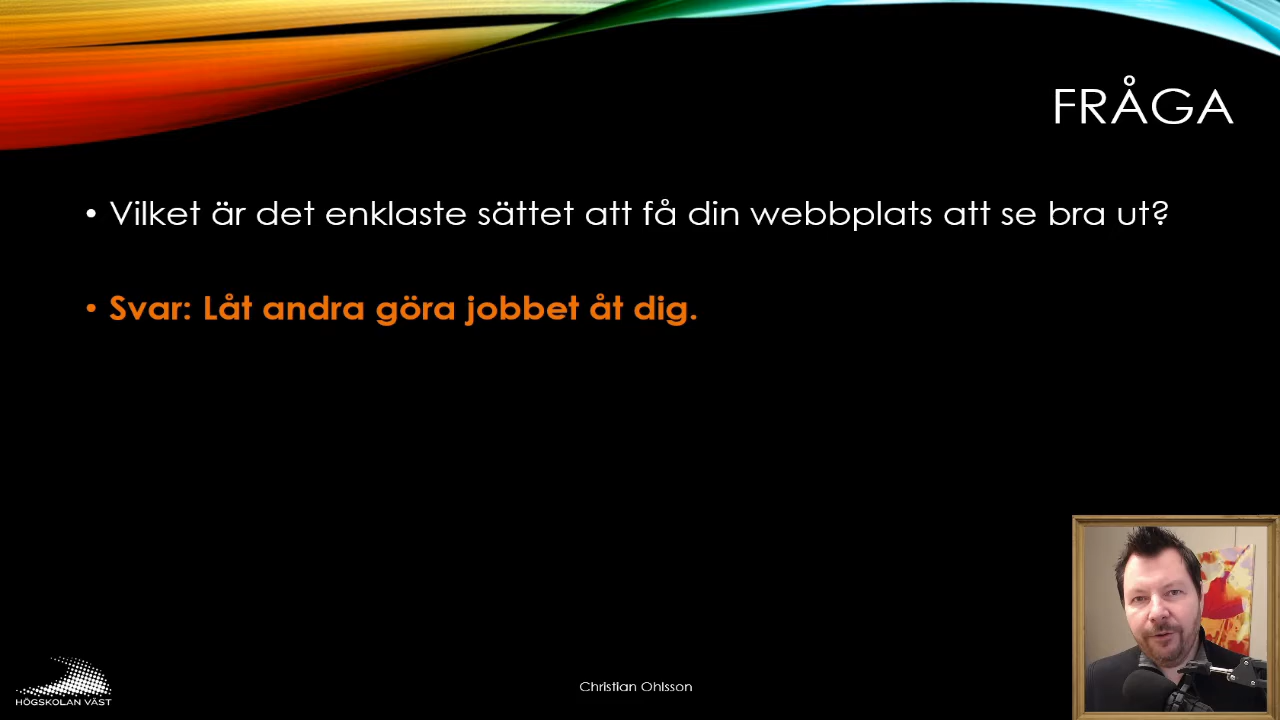 FRÅGA
• Vilket är det enklaste sättet att få din webbplats att se bra ut?
• Svar: Låt andra göra jobbet åt dig.
HÖGSKOLAN VÄST
Christian Ohlsson